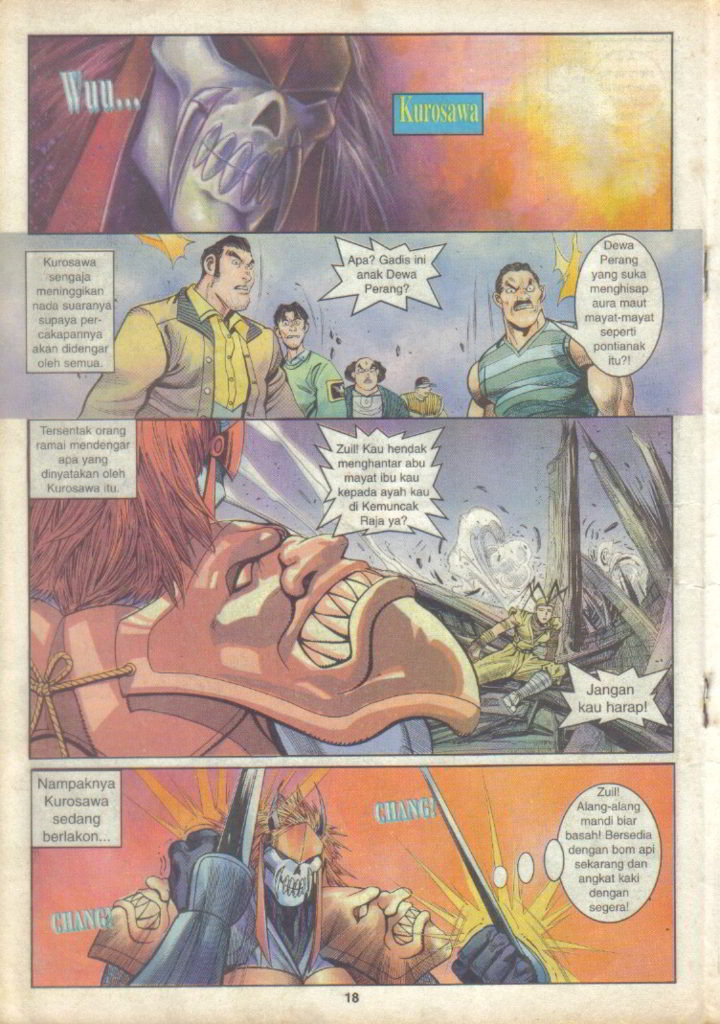 Wuu...
Kurosawa
Kurosawa
sengaja
meninggikan
nada suaranya
supaya per-
cakapannya
akan didengar
oleh semua.
Apa? Gadis ini
anak Dewa
Perang?
Dewa
Perang
yang suka
menghisap
aura maut
mayat-mayat
seperti
pontianak
itu?!
Tersentak orang
ramai mendengar
apa yang
dinyatakan oleh
Kurosawa itu.
Zuil! Kau hendak
menghantar abu
mayat ibu kau
kepada ayah kau
di Kemuncak
Raja ya?
Jangan
kau harap!
Nampaknya
Kurosawa
sedang
berlakon...
CHANG!
CHANG!
Zuil!
Alang-alang
mandi biar
basah! Bersedia
dengan bom api
sekarang dan
angkat kaki
dengan
segera!
18